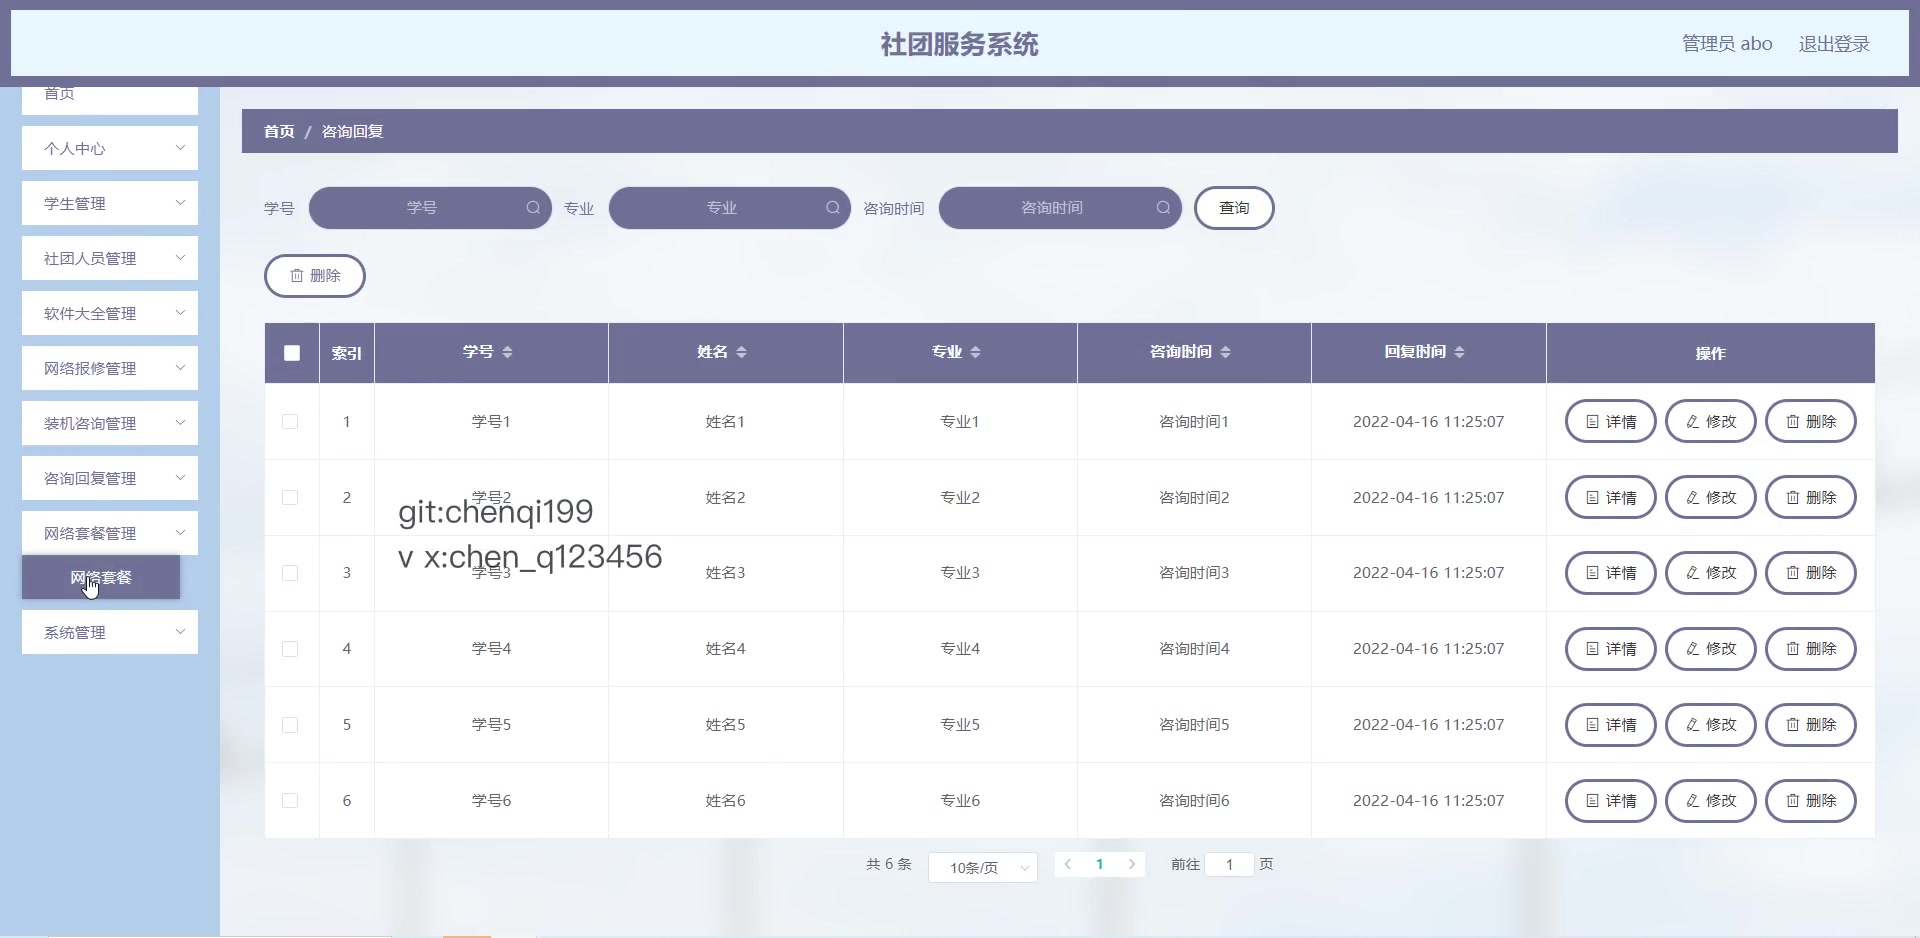 社团服务系统
管理员 abo 退出登录
首页
个人中心
学生管理
社团人员管理
软件大全管理
网络报修管理
装机咨询管理
咨询回复管理
网络套餐管理
网络套餐
系统管理
首页 / 咨询回复
学号 学号 专业 专业 咨询时间 咨询时间 查询
删除
索引 学号 姓名 专业 咨询时间 回复时间 操作
1 学号1 姓名1 专业1 咨询时间1 2022-04-16 11:25:07 详情 修改 删除
2 学号2 姓名2 专业2 咨询时间2 2022-04-16 11:25:07 详情 修改 删除
git:chenqi199
v x:chen_q123456
3 学号3 姓名3 专业3 咨询时间3 2022-04-16 11:25:07 详情 修改 删除
4 学号4 姓名4 专业4 咨询时间4 2022-04-16 11:25:07 详情 修改 删除
5 学号5 姓名5 专业5 咨询时间5 2022-04-16 11:25:07 详情 修改 删除
6 学号6 姓名6 专业6 咨询时间6 2022-04-16 11:25:07 详情 修改 删除
共 6 条 10条/页 1 前往 1 页